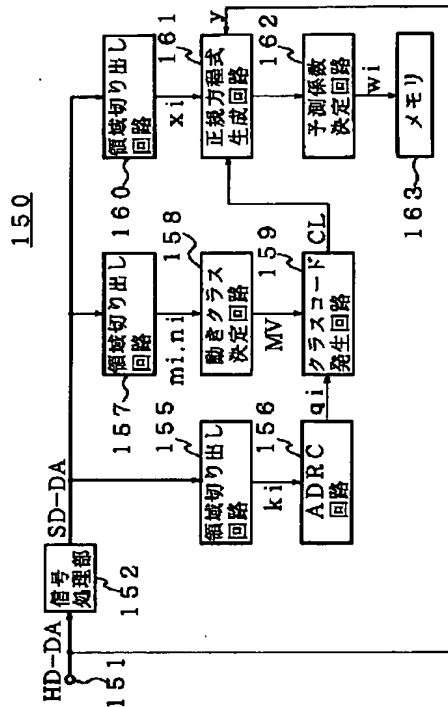 150
HD-DA
151
信号
処理部
152
SD-DA
領域切り出し
回路
155
ki
ADRC
回路
156
qi
領域切り出し
回路
157
mi.ni
動きクラス
決定回路
158
MV
クラスコード
発生回路
159
CL
領域切り出し
回路
160
xi
正規方程式
生成回路
161
y
予測係数
決定回路
162
wi
メモリ
163